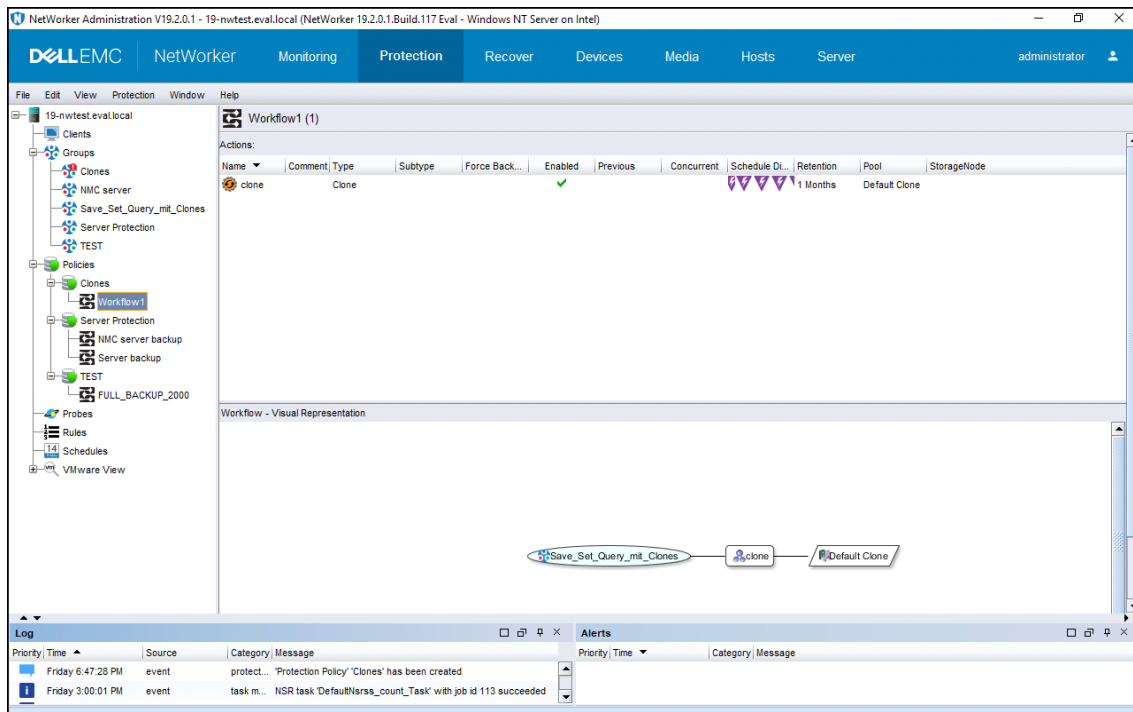 NetWorker Administration V19.2.0.1 - 19-nwtest.eval.local (NetWorker 19.2.0.1.Build.117 Eval - Windows NT Server on Intel)
DELLEMC NetWorker Monitoring Protection Recover Devices Media Hosts Server administrator
File Edit View Protection Window Help
19-nwtest.eval.local
Clients
Groups
Clones
NMC server
Save_Set_Query_mit_Clones
Server Protection
TEST
Policies
Clones
Workflow1
Server Protection
NMC server backup
Server backup
TEST
FULL_BACKUP_2000
Probes
Rules
14 Schedules
vm VMware View
Workflow1 (1)
Actions:
Name Comment Type Subtype Force Back... Enabled Previous Concurrent Schedule Di... Retention Pool StorageNode
clone Clone 1 Months Default Clone
Workflow - Visual Representation
Save_Set_Query_mit_Clones clone Default Clone
Log
Priority Time Source Category Message
Friday 6:47:28 PM event protect... 'Protection Policy' 'Clones' has been created
Friday 3:00:01 PM event task m... NSR task 'DefaultNsrss_count_Task' with job id 113 succeeded
Alerts
Priority Time Category Message